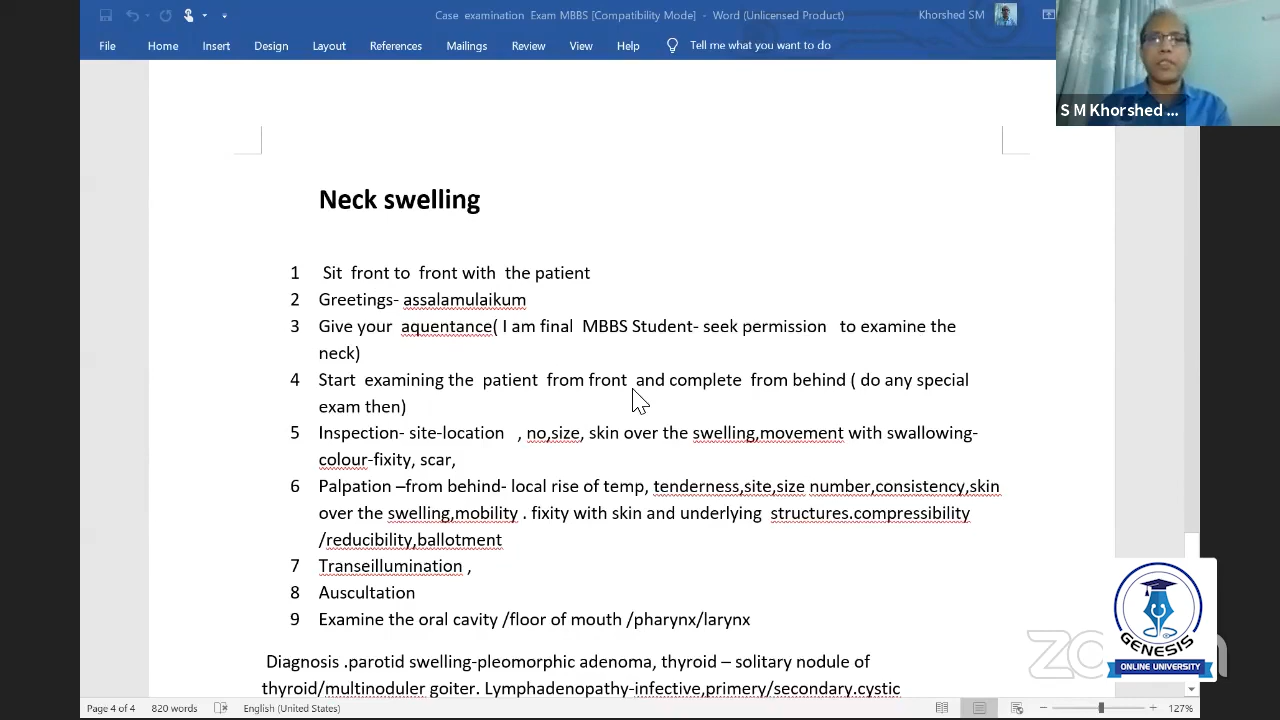 Case examination Exam MBBS [Compatibility Mode] - Word (Unlicensed Product)
Khorshed SM
File Home Insert Design Layout References Mailings Review View Help Tell me what you want to do
S M Khorshed ...
Neck swelling
1 Sit front to front with the patient
2 Greetings- assalamulaikum
3 Give your aquentance( I am final MBBS Student- seek permission to examine the
neck)
4 Start examining the patient from front and complete from behind ( do any special
exam then)
5 Inspection- site-location , no,size, skin over the swelling,movement with swallowing-
colour-fixity, scar,
6 Palpation –from behind- local rise of temp, tenderness,site,size number,consistency,skin
over the swelling,mobility . fixity with skin and underlying structures.compressibility
/reducibility,ballotment
7 Transeillumination ,
8 Auscultation
9 Examine the oral cavity /floor of mouth /pharynx/larynx
Diagnosis .parotid swelling-pleomorphic adenoma, thyroid – solitary nodule of
thyroid/multinoduler goiter. Lymphadenopathy-infective,primery/secondary.cystic
GENESIS
ONLINE UNIVERSITY
Page 4 of 4 820 words English (United States) 127%